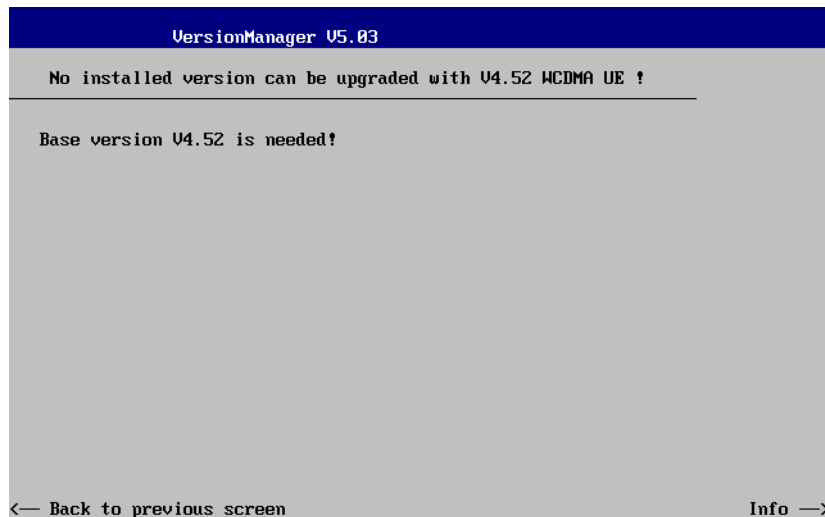 VersionManager V5.03
No installed version can be upgraded with V4.52 WCDMA UE !
Base version V4.52 is needed!
<-- Back to previous screen
Info -->